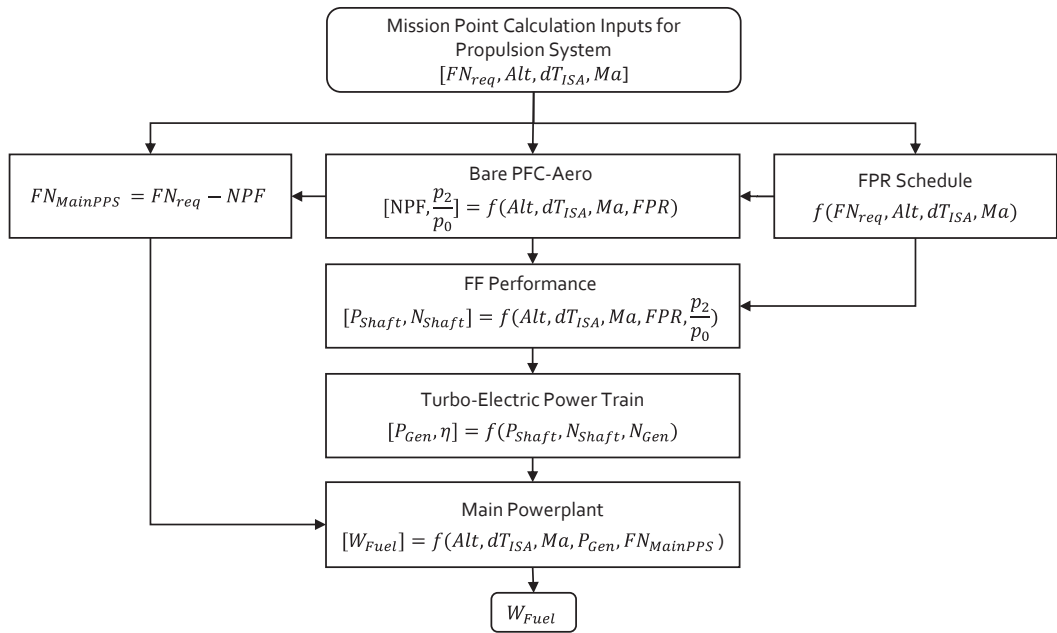 Mission Point Calculation Inputs for
Propulsion System
[FN_req, Alt, dT_ISA, Ma]
FN_MainPPS = FN_req − NPF
Bare PFC-Aero
[NPF, p_2/p_0] = f(Alt, dT_ISA, Ma, FPR)
FPR Schedule
f(FN_req, Alt, dT_ISA, Ma)
FF Performance
[P_Shaft, N_Shaft] = f(Alt, dT_ISA, Ma, FPR, p_2/p_0)
Turbo-Electric Power Train
[P_Gen, η] = f(P_Shaft, N_Shaft, N_Gen)
Main Powerplant
[W_Fuel] = f(Alt, dT_ISA, Ma, P_Gen, FN_MainPPS)
W_Fuel